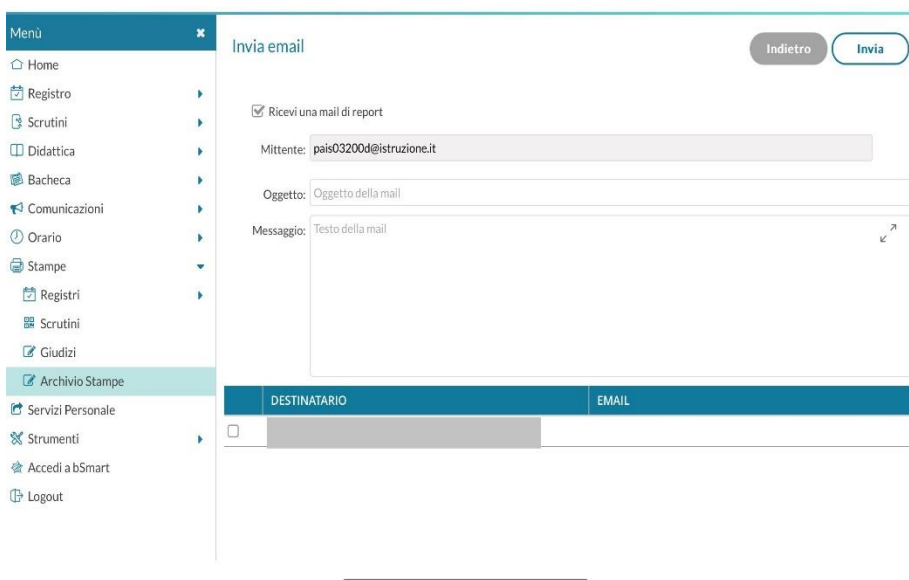 Menù
Home
Registro
Scrutini
Didattica
Bacheca
Comunicazioni
Orario
Stampe
Registri
Scrutini
Giudizi
Archivio Stampe
Servizi Personale
Strumenti
Accedi a bSmart
Logout
Invia email
Indietro
Invia
Ricevi una mail di report
Mittente: pais03200d@istruzione.it
Oggetto: Oggetto della mail
Messaggio: Testo della mail
DESTINATARIO EMAIL